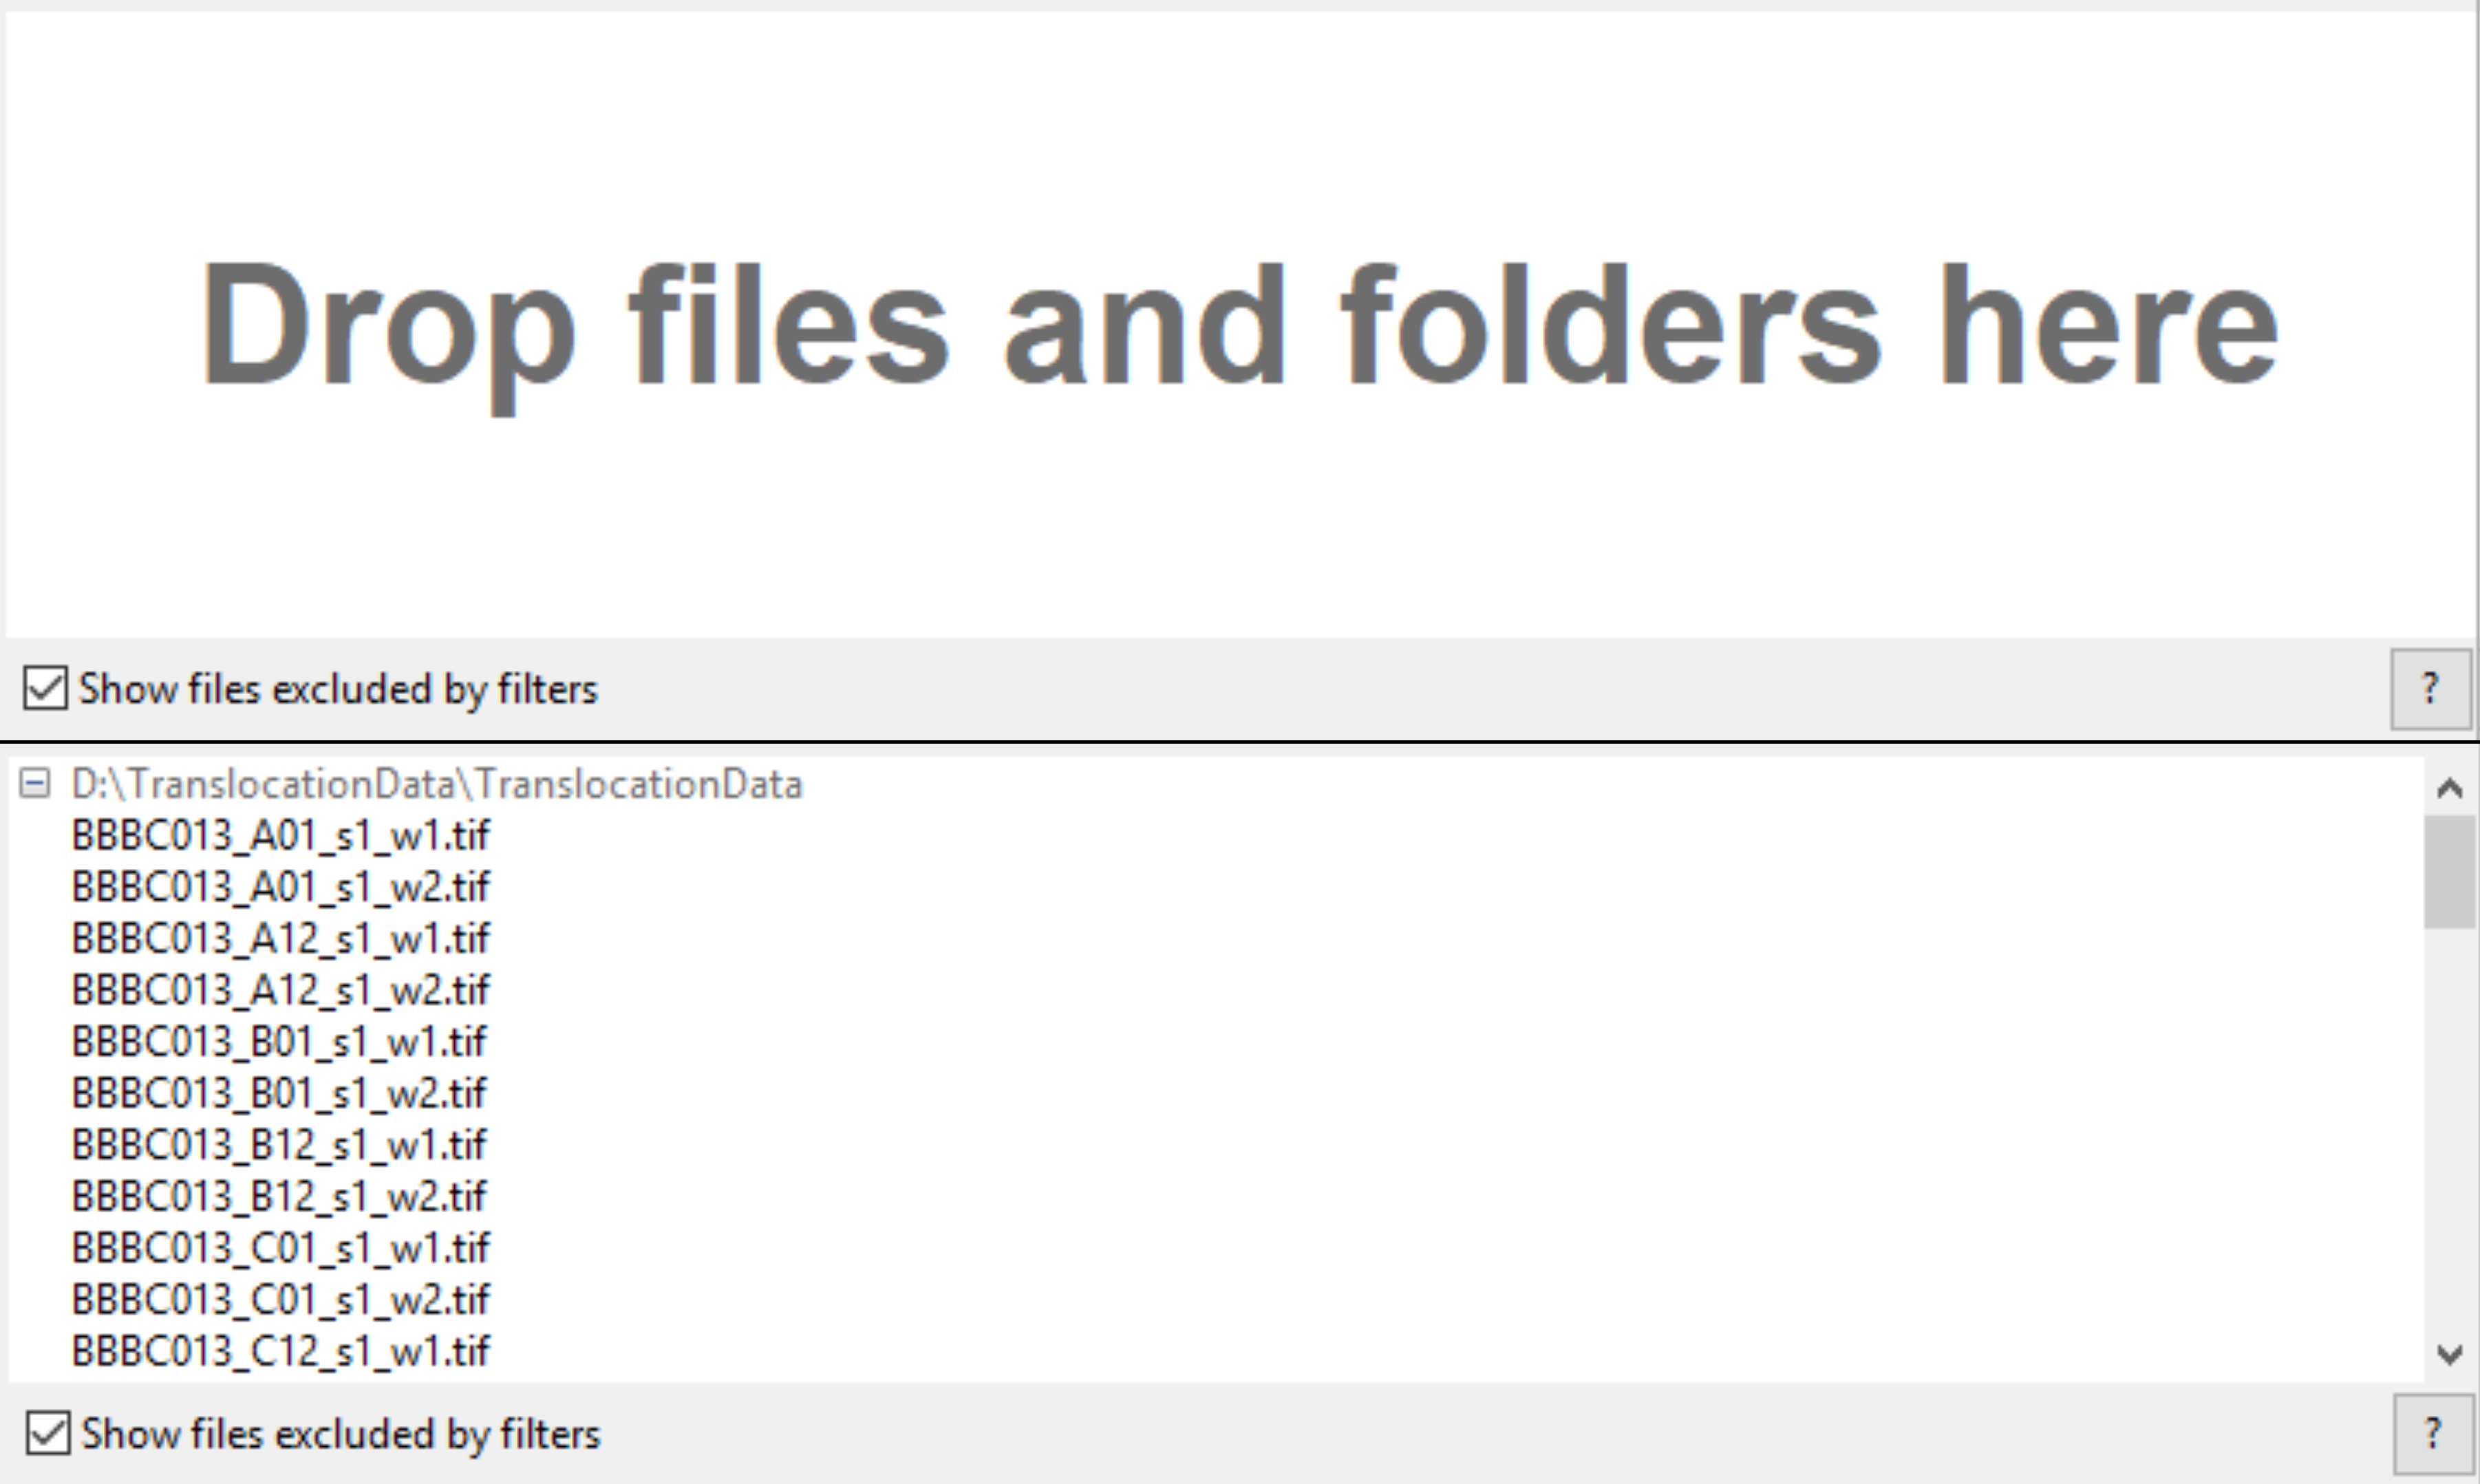 Drop files and folders here
Show files excluded by filters
?
D:\TranslocationData\TranslocationData
BBBC013_A01_s1_w1.tif
BBBC013_A01_s1_w2.tif
BBBC013_A12_s1_w1.tif
BBBC013_A12_s1_w2.tif
BBBC013_B01_s1_w1.tif
BBBC013_B01_s1_w2.tif
BBBC013_B12_s1_w1.tif
BBBC013_B12_s1_w2.tif
BBBC013_C01_s1_w1.tif
BBBC013_C01_s1_w2.tif
BBBC013_C12_s1_w1.tif
Show files excluded by filters
?